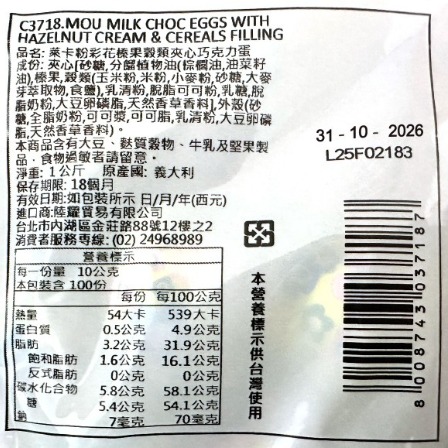 C3718.MOU MILK CHOC EGGS WITH
HAZELNUT CREAM & CEREALS FILLING
品名: 萊卡粉彩花榛果穀類夾心巧克力蛋
成份: 夾心[砂糖,分餾植物油(棕櫚油,油菜籽
油),榛果,穀類(玉米粉,米粉,小麥粉,砂糖,大麥
芽萃取物,食鹽),乳清粉,脫脂可可粉,乳糖,脫
脂奶粉,大豆卵磷脂,天然香草香料],外殼(砂
糖,全脂奶粉,可可漿,可可脂,乳清粉,大豆卵磷
脂,天然香草香料)。
本商品含有大豆、麩質穀物、牛乳及堅果製
品，食物過敏者請留意。
淨重: 1公斤 原產國: 義大利
保存期限: 18個月
有效日期:如包裝所示 日/月/年(西元)
進口商:陸耀貿易有限公司
台北市內湖區金莊路88號12樓之2
消費者服務專線: (02) 24968989
31-10-2026
L25F02183
營養標示
每一份量 10公克
本包裝含 100份
每份 每100公克
熱量 54大卡 539大卡
蛋白質 0.5公克 4.9公克
脂肪 3.2公克 31.9公克
飽和脂肪 1.6公克 16.1公克
反式脂肪 0公克 0公克
碳水化合物 5.8公克 58.1公克
糖 5.4公克 54.1公克
鈉 7毫克 70毫克
本營養標示供台灣使用
8008743037187